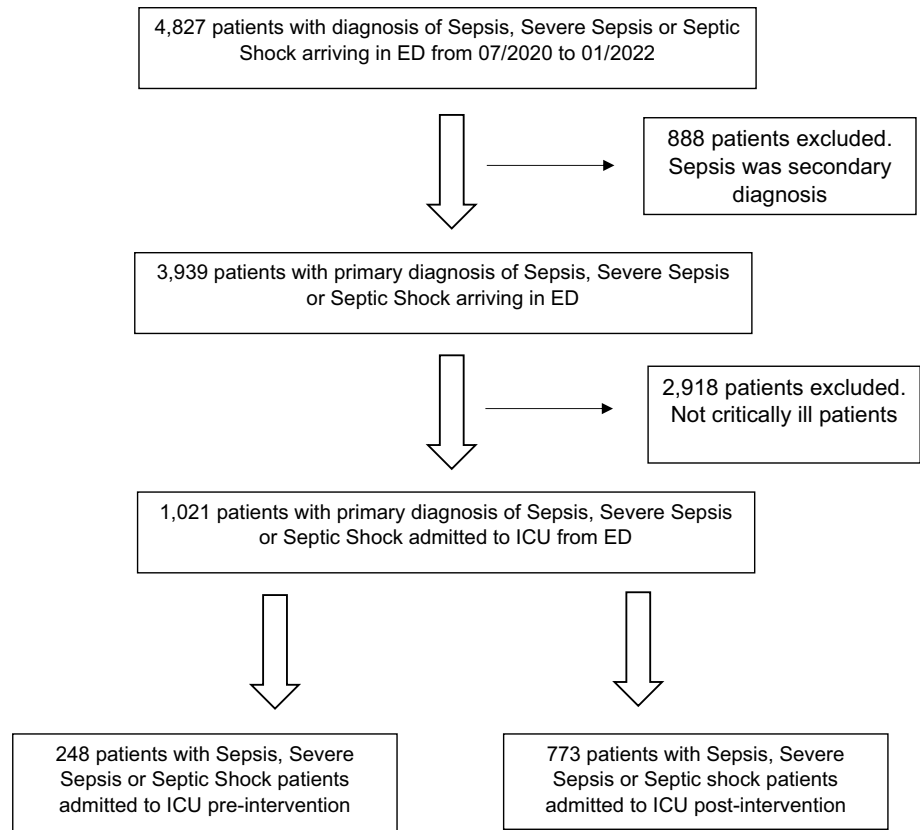 4,827 patients with diagnosis of Sepsis, Severe Sepsis or Septic
Shock arriving in ED from 07/2020 to 01/2022
888 patients excluded.
Sepsis was secondary
diagnosis
3,939 patients with primary diagnosis of Sepsis, Severe Sepsis
or Septic Shock arriving in ED
2,918 patients excluded.
Not critically ill patients
1,021 patients with primary diagnosis of Sepsis, Severe Sepsis
or Septic Shock admitted to ICU from ED
248 patients with Sepsis, Severe
Sepsis or Septic Shock patients
admitted to ICU pre-intervention
773 patients with Sepsis, Severe
Sepsis or Septic shock patients
admitted to ICU post-intervention